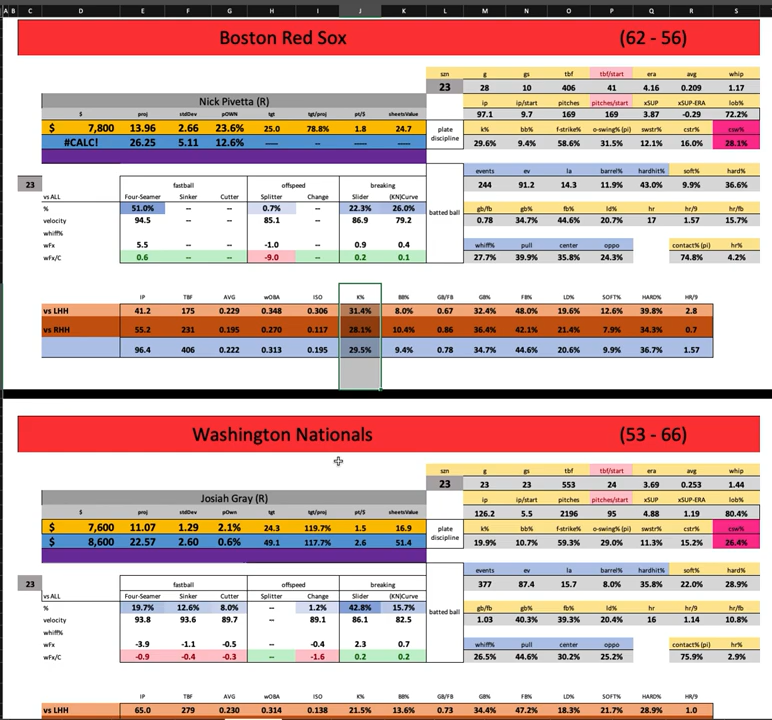 A B C D E F G H I J K L M N O P Q R S
Boston Red Sox (62 - 56)
szn g gs tbf tbf/start era avg whip
23 28 10 406 41 4.16 0.209 1.17
Nick Pivetta (R) ip ip/start pitches pitches/start xSUP xSUP-ERA lob%
$ proj stdDev pOWN tgt tgt/proj pt/$ sheetsValue 97.1 9.7 169 169 3.87 -0.29 72.2%
$ 7,800 13.96 2.66 23.6% 25.0 78.8% 1.8 24.7 plate discipline k% bb% f-strike% o-swing% (pi) swstr% cstr% csw%
#CALC! 26.25 5.11 12.6% ---- ---- -- ---- 29.6% 9.4% 58.6% 31.5% 12.1% 16.0% 28.1%
events ev la barrel% hardhit% soft% hard%
23 fastball offspeed breaking 244 91.2 14.3 11.9% 43.0% 9.9% 36.6%
vs ALL Four-Seamer Sinker Cutter Splitter Change Slider (KN)Curve
% 51.0% -- -- 0.7% -- 22.3% 26.0% batted ball gb/fb gb% fb% ld% hr hr/9 hr/fb
velocity 94.5 -- -- 85.1 -- 86.9 79.2 0.78 34.7% 44.6% 20.7% 17 1.57 15.7%
whiff%
wFx 5.5 -- -- -1.0 -- 0.9 0.4 whiff% pull center oppo contact% (pi) hr%
wFx/C 0.6 -- -- -9.0 -- 0.2 0.1 27.7% 39.9% 35.8% 24.3% 74.8% 4.2%
IP TBF AVG wOBA ISO K% BB% GB/FB GB% FB% LD% SOFT% HARD% HR/9
vs LHH 41.2 175 0.229 0.348 0.306 31.4% 8.0% 0.67 32.4% 48.0% 19.6% 12.6% 39.8% 2.8
vs RHH 55.2 231 0.195 0.270 0.117 28.1% 10.4% 0.86 36.4% 42.1% 21.4% 7.9% 34.3% 0.7
96.4 406 0.222 0.313 0.195 29.5% 9.4% 0.78 34.7% 44.6% 20.6% 9.9% 36.7% 1.57
Washington Nationals (53 - 66)
szn g gs tbf tbf/start era avg whip
23 23 23 553 24 3.69 0.253 1.44
Josiah Gray (R) ip ip/start pitches pitches/start xSUP xSUP-ERA lob%
$ proj stdDev pOwn tgt tgt/proj pt/$ sheetsValue 126.2 5.5 2196 95 4.88 1.19 80.4%
$ 7,600 11.07 1.29 2.1% 24.3 119.7% 1.5 16.9 plate discipline k% bb% f-strike% o-swing% (pi) swstr% cstr% csw%
$ 8,600 22.57 2.60 0.6% 49.1 117.7% 2.6 51.4 19.9% 10.7% 59.3% 29.0% 11.3% 15.2% 26.4%
events ev la barrel% hardhit% soft% hard%
23 fastball offspeed breaking 377 87.4 15.7 8.0% 35.8% 22.0% 28.9%
vs ALL Four-Seamer Sinker Cutter Splitter Change Slider (KN)Curve
% 19.7% 12.6% 8.0% -- 1.2% 42.8% 15.7% batted ball gb/fb gb% fb% ld% hr hr/9 hr/fb
velocity 93.8 93.6 89.7 -- 89.1 86.1 82.5 1.03 40.3% 39.3% 20.4% 16 1.14 10.8%
whiff%
wFx -3.9 -1.1 -0.5 -- -0.4 2.3 0.7 whiff% pull center oppo contact% (pi) hr%
wFx/C -0.9 -0.4 -0.3 -- -1.6 0.2 0.2 26.5% 44.6% 30.2% 25.2% 75.9% 2.9%
IP TBF AVG wOBA ISO K% BB% GB/FB GB% FB% LD% SOFT% HARD% HR/9
vs LHH 65.0 279 0.230 0.314 0.138 21.5% 13.6% 0.73 34.4% 47.2% 18.3% 21.7% 28.9% 1.0